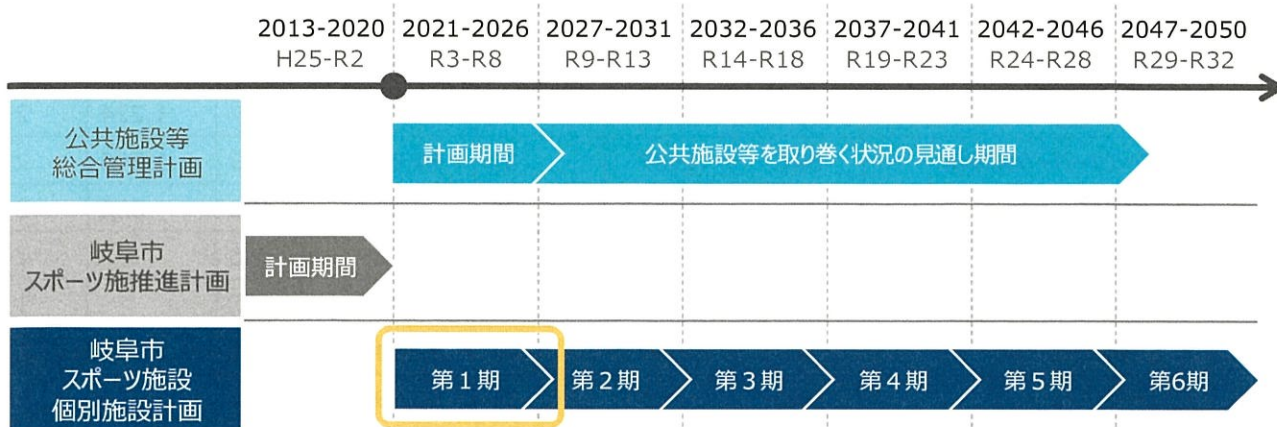 2013-2020 2021-2026 2027-2031 2032-2036 2037-2041 2042-2046 2047-2050
H25-R2 R3-R8 R9-R13 R14-R18 R19-R23 R24-R28 R29-R32
公共施設等
総合管理計画
計画期間 公共施設等を取り巻く状況の見通し期間
岐阜市
スポーツ施推進計画
計画期間
岐阜市
スポーツ施設
個別施設計画
第1期 第2期 第3期 第4期 第5期 第6期